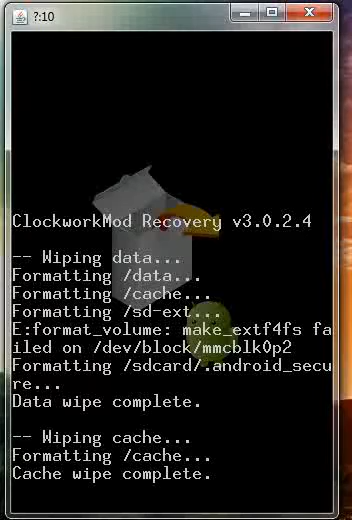 ?:10
ClockworkMod Recovery v3.0.2.4
-- Wiping data...
Formatting /data...
Formatting /cache...
Formatting /sd-ext...
E:format_volume: make_extf4fs fa
iled on /dev/block/mmcblk0p2
Formatting /sdcard/.android_secu
re...
Data wipe complete.
-- Wiping cache...
Formatting /cache...
Cache wipe complete.